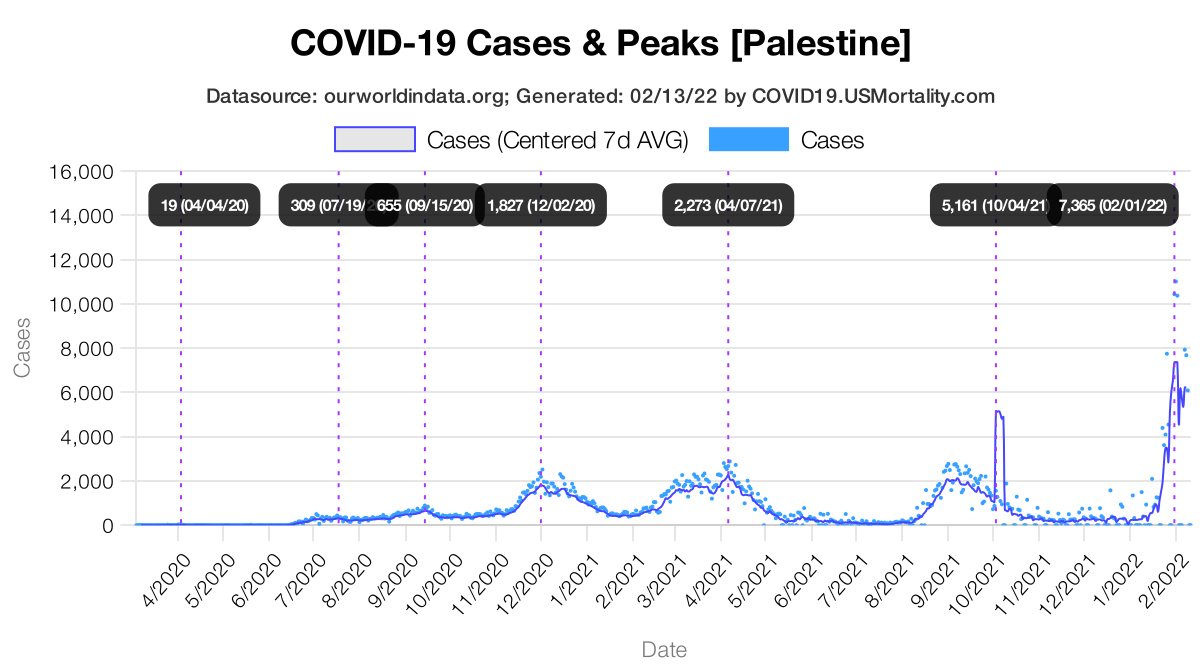 COVID-19 Cases & Peaks [Palestine]
Datasource: ourworldindata.org; Generated: 02/13/22 by COVID19.USMortality.com
Cases (Centered 7d AVG) Cases
16,000
19 (04/04/20) 309 (07/19/2 655 (09/15/20) 1,827 (12/02/20) 2,273 (04/07/21) 5,161 (10/04/21) 7,365 (02/01/22)
14,000
12,000
10,000
8,000
6,000
4,000
2,000
0
Cases
4/2020 5/2020 6/2020 7/2020 8/2020 9/2020 10/2020 11/2020 12/2020 1/2021 2/2021 3/2021 4/2021 5/2021 6/2021 7/2021 8/2021 9/2021 10/2021 11/2021 12/2021 1/2022 2/2022
Date